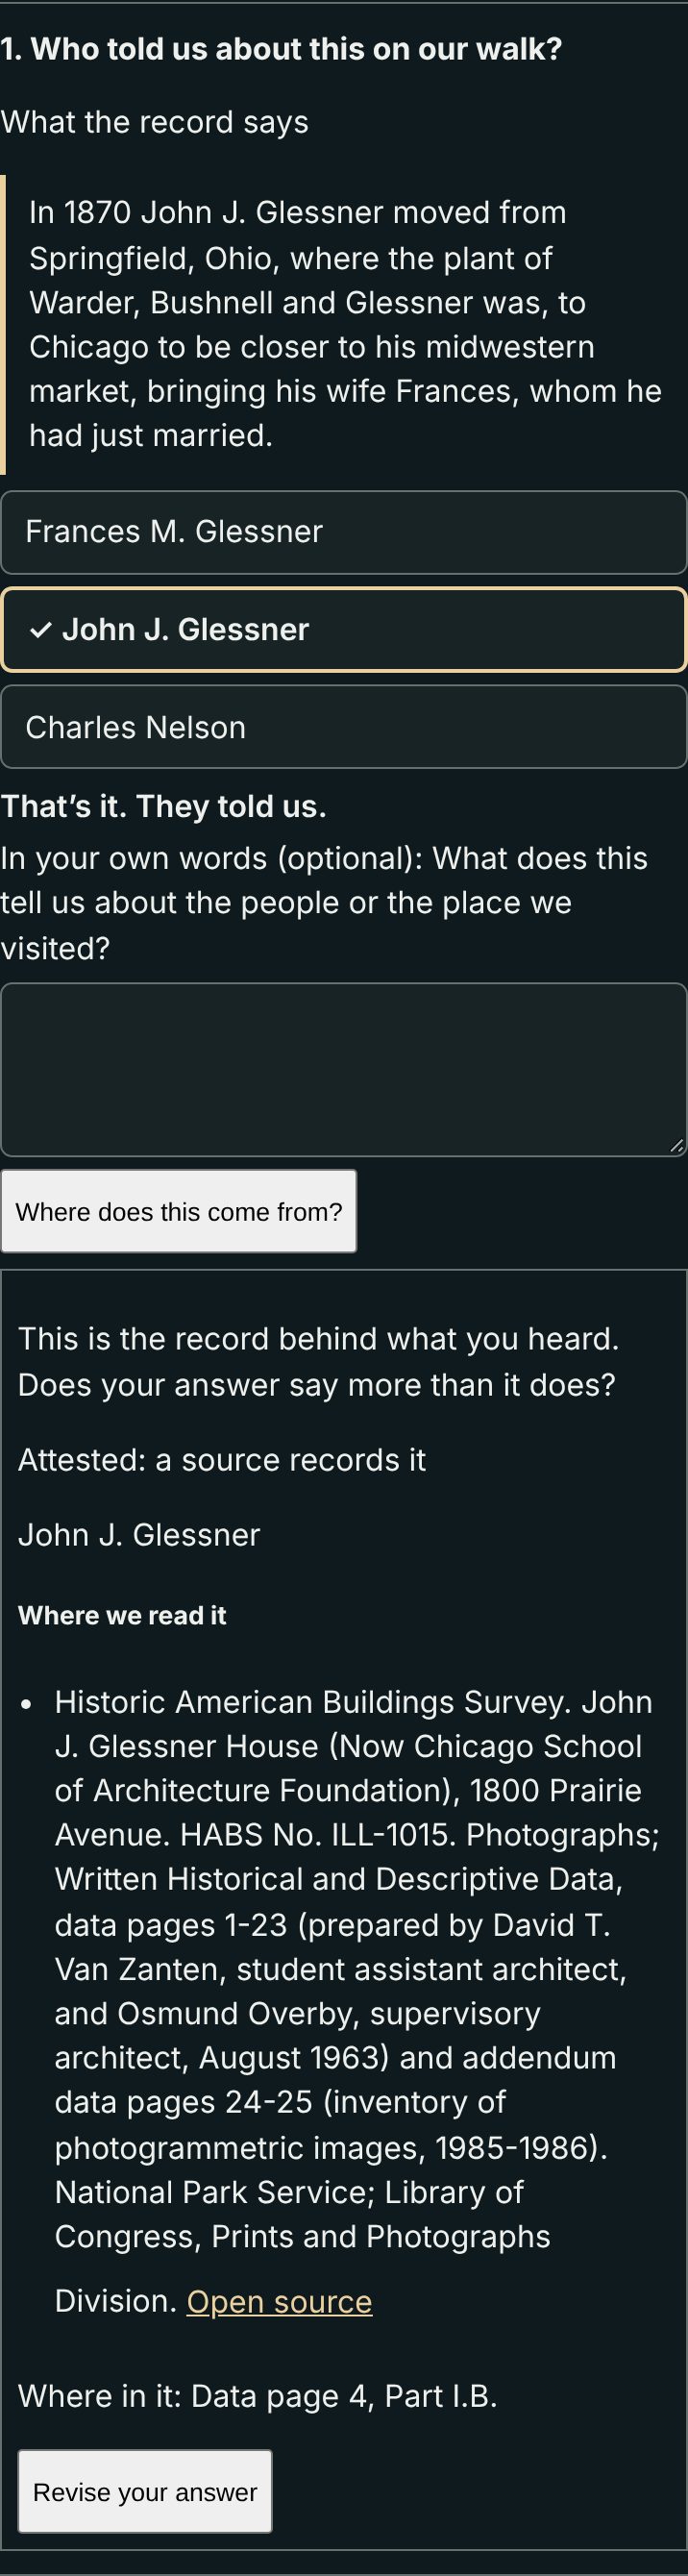 1. Who told us about this on our walk?
What the record says
In 1870 John J. Glessner moved from
Springfield, Ohio, where the plant of
Warder, Bushnell and Glessner was, to
Chicago to be closer to his midwestern
market, bringing his wife Frances, whom he
had just married.
Frances M. Glessner
✓ John J. Glessner
Charles Nelson
That’s it. They told us.
In your own words (optional): What does this
tell us about the people or the place we
visited?
Where does this come from?
This is the record behind what you heard.
Does your answer say more than it does?
Attested: a source records it
John J. Glessner
Where we read it
• Historic American Buildings Survey. John
J. Glessner House (Now Chicago School
of Architecture Foundation), 1800 Prairie
Avenue. HABS No. ILL-1015. Photographs;
Written Historical and Descriptive Data,
data pages 1-23 (prepared by David T.
Van Zanten, student assistant architect,
and Osmund Overby, supervisory
architect, August 1963) and addendum
data pages 24-25 (inventory of
photogrammetric images, 1985-1986).
National Park Service; Library of
Congress, Prints and Photographs
Division. Open source
Where in it: Data page 4, Part I.B.
Revise your answer